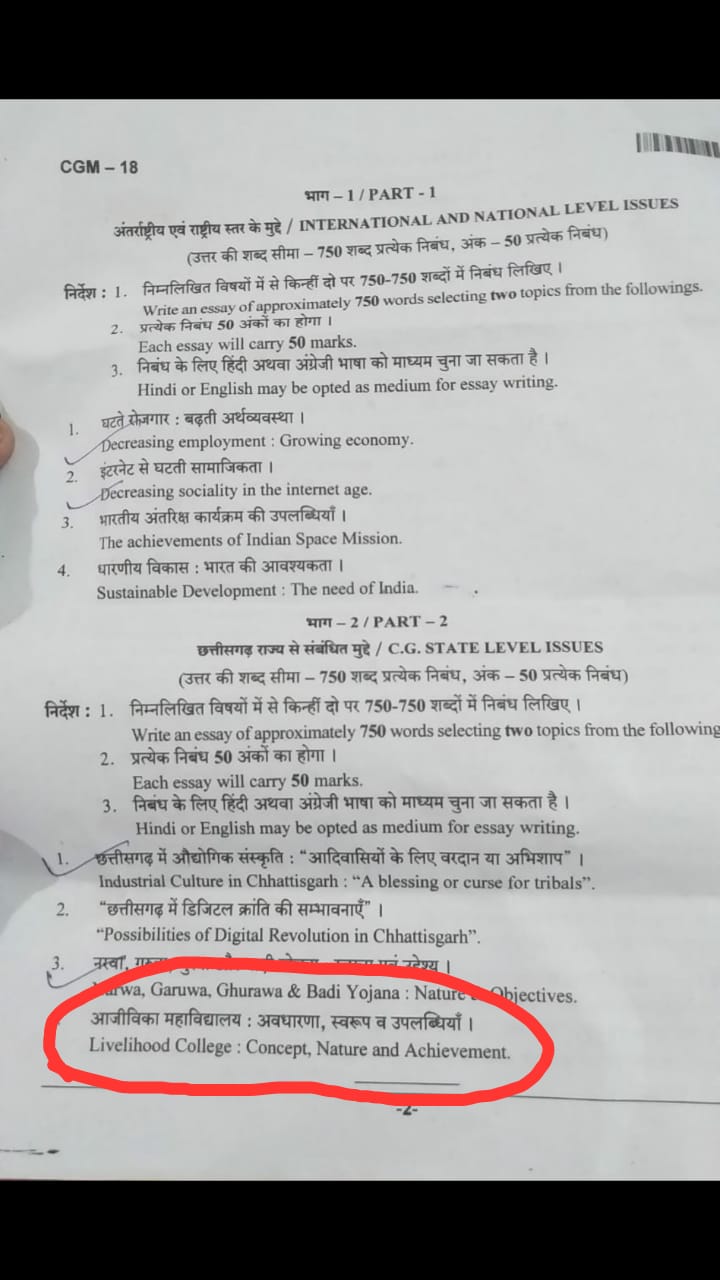 CGM – 18
भाग – 1 / PART - 1
अंतर्राष्ट्रीय एवं राष्ट्रीय स्तर के मुद्दे / INTERNATIONAL AND NATIONAL LEVEL ISSUES
(उत्तर की शब्द सीमा – 750 शब्द प्रत्येक निबंध, अंक – 50 प्रत्येक निबंध)
निर्देश : 1. निम्नलिखित विषयों में से किन्हीं दो पर 750-750 शब्दों में निबंध लिखिए ।
Write an essay of approximately 750 words selecting two topics from the followings.
2. प्रत्येक निबंध 50 अंकों का होगा ।
Each essay will carry 50 marks.
3. निबंध के लिए हिंदी अथवा अंग्रेजी भाषा को माध्यम चुना जा सकता है ।
Hindi or English may be opted as medium for essay writing.
1. घटते रोजगार : बढ़ती अर्थव्यवस्था ।
Decreasing employment : Growing economy.
2. इंटरनेट से घटती सामाजिकता ।
Decreasing sociality in the internet age.
3. भारतीय अंतरिक्ष कार्यक्रम की उपलब्धियाँ ।
The achievements of Indian Space Mission.
4. धारणीय विकास : भारत की आवश्यकता ।
Sustainable Development : The need of India.
भाग – 2 / PART – 2
छत्तीसगढ़ राज्य से संबंधित मुद्दे / C.G. STATE LEVEL ISSUES
(उत्तर की शब्द सीमा – 750 शब्द प्रत्येक निबंध, अंक – 50 प्रत्येक निबंध)
निर्देश : 1. निम्नलिखित विषयों में से किन्हीं दो पर 750-750 शब्दों में निबंध लिखिए ।
Write an essay of approximately 750 words selecting two topics from the following
2. प्रत्येक निबंध 50 अंकों का होगा ।
Each essay will carry 50 marks.
3. निबंध के लिए हिंदी अथवा अंग्रेजी भाषा को माध्यम चुना जा सकता है ।
Hindi or English may be opted as medium for essay writing.
1. छत्तीसगढ़ में औद्योगिक संस्कृति : “आदिवासियों के लिए वरदान या अभिशाप” ।
Industrial Culture in Chhattisgarh : “A blessing or curse for tribals”.
2. “छत्तीसगढ़ में डिजिटल क्रांति की सम्भावनाएँ” ।
“Possibilities of Digital Revolution in Chhattisgarh”.
3. नरवा, एवं उद्देश्य ।
Garuwa, Ghurawa & Badi Yojana : Nature Objectives.
आजीविका महाविद्यालय : अवधारणा, स्वरूप व उपलब्धियाँ ।
Livelihood College : Concept, Nature and Achievement.
-2-